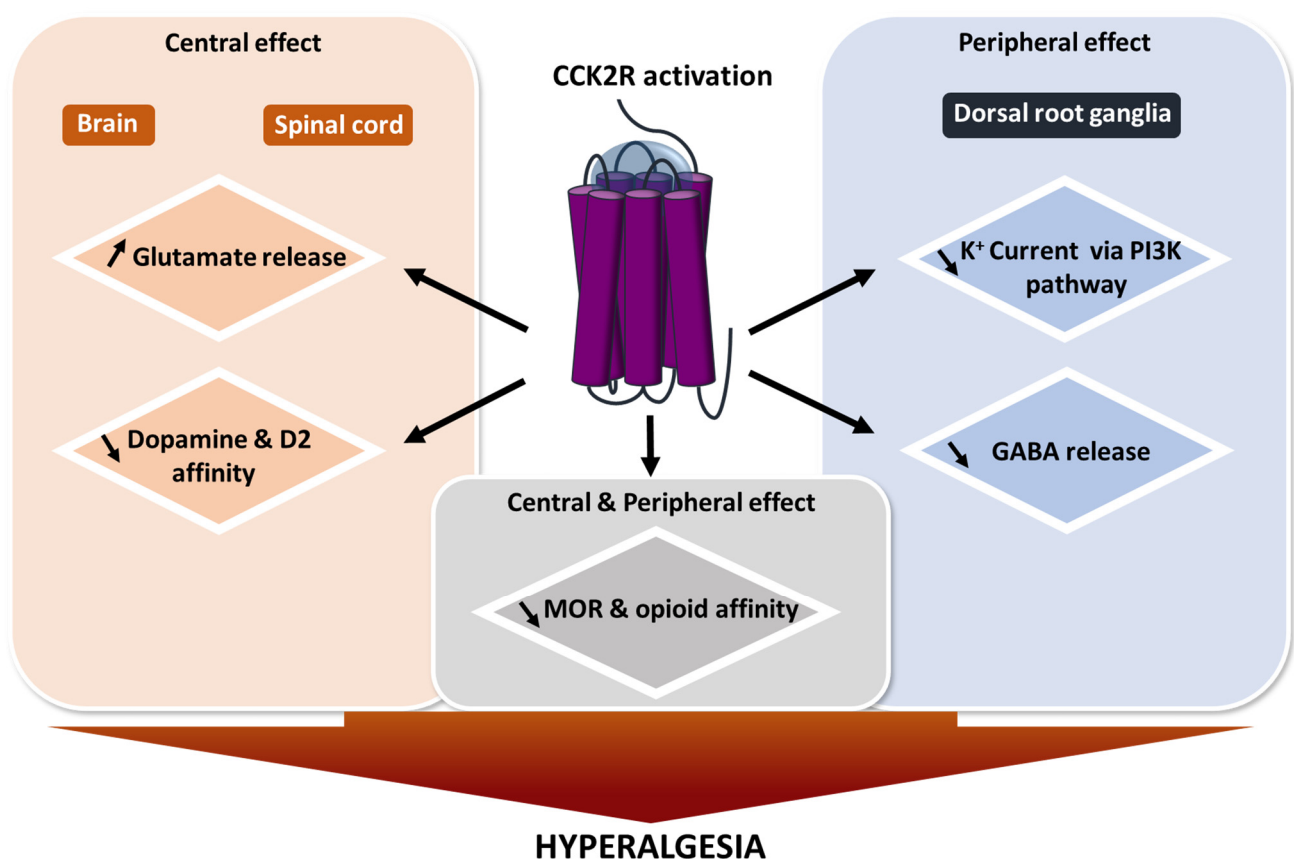 Central effect
Brain
Spinal cord
Glutamate release
Dopamine & D2
affinity
CCK2R activation
Peripheral effect
Dorsal root ganglia
K⁺ Current via PI3K
pathway
GABA release
Central & Peripheral effect
MOR & opioid affinity
HYPERALGESIA